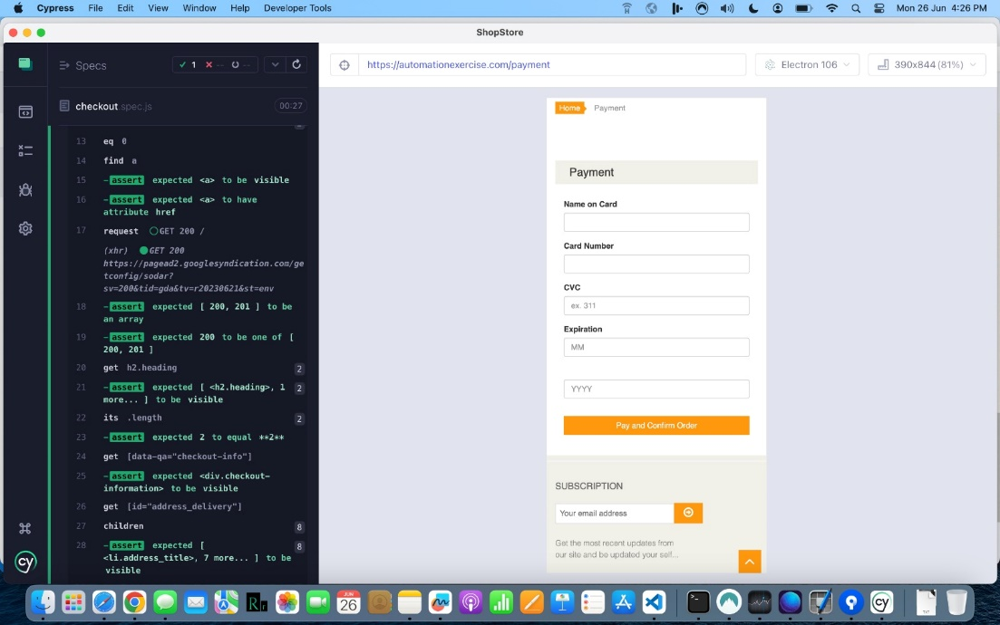 Cypress File Edit View Window Help Developer Tools Mon 26 Jun 4:26 PM
ShopStore
Specs 1 -- --
checkout.spec.js 00:27
13 eq 0
14 find a
15 -assert expected <a> to be visible
16 -assert expected <a> to have
attribute href
17 request GET 200 /
(xhr) GET 200
https://pagead2.googlesyndication.com/ge
tconfig/sodar?
sv=200&tid=gda&tv=r20230621&st=env
18 -assert expected [ 200, 201 ] to be
an array
19 -assert expected 200 to be one of [
200, 201 ]
20 get h2.heading 2
21 -assert expected [ <h2.heading>, 1 2
more... ] to be visible
22 its .length 2
23 -assert expected 2 to equal **2**
24 get [data-qa="checkout-info"]
25 -assert expected <div.checkout-
information> to be visible
26 get [id="address_delivery"]
27 children 8
28 -assert expected [ 8
<li.address_title>, 7 more... ] to be
visible
cy
https://automationexercise.com/payment Electron 106 390x844 (81%)
Home Payment
Payment
Name on Card
Card Number
CVC
ex. 311
Expiration
MM
YYYY
Pay and Confirm Order
SUBSCRIPTION
Your email address
Get the most recent updates from
our site and be updated your self...
JUN
26
cy